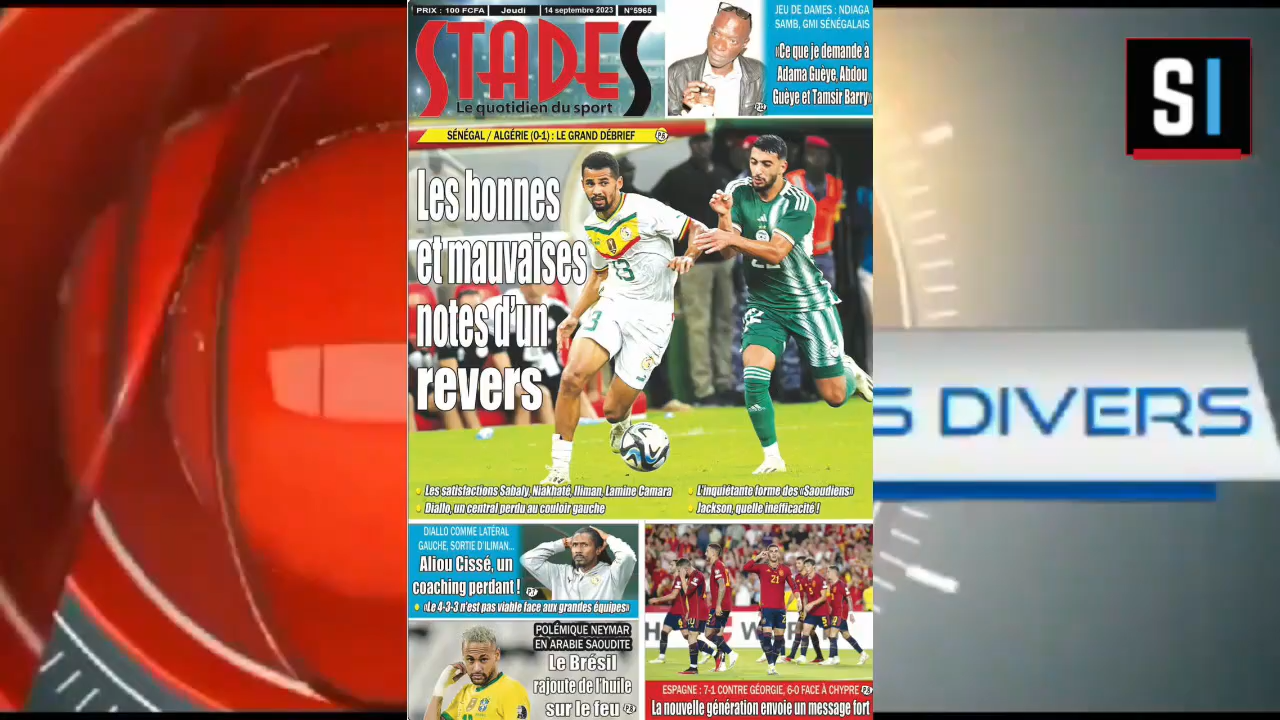 PRIX : 100 FCFA
Jeudi
14 septembre 2023
N°5965
STADES
Le quotidien du sport
JEU DE DAMES : NDIAGA
SAMB, GMI SÉNÉGALAIS
«Ce que je demande à
Adama Guèye, Abdou
Guèye et Tamsir Barry»
SI
SÉNÉGAL / ALGÉRIE (0-1) : LE GRAND DÉBRIEF
Les bonnes
et mauvaises
notes d'un
revers
13
S DIVERS
Les satisfactions Sabaly, Niakhaté, Iliman, Lamine Camara
Diallo, un central perdu au couloir gauche
L'inquiétante forme des «Saoudiens»
Jackson, quelle inefficacité !
DIALLO COMME LATÉRAL
GAUCHE, SORTIE D'ILIMAN...
Aliou Cissé, un
coaching perdant !
P.7
«Le 4-3-3 n'est pas viable face aux grandes équipes»
POLÉMIQUE NEYMAR
EN ARABIE SAOUDITE
Le Brésil
rajoute de l'huile
sur le feu
21
ESPAGNE : 7-1 CONTRE GÉORGIE, 6-0 FACE À CHYPRE
La nouvelle génération envoie un message fort